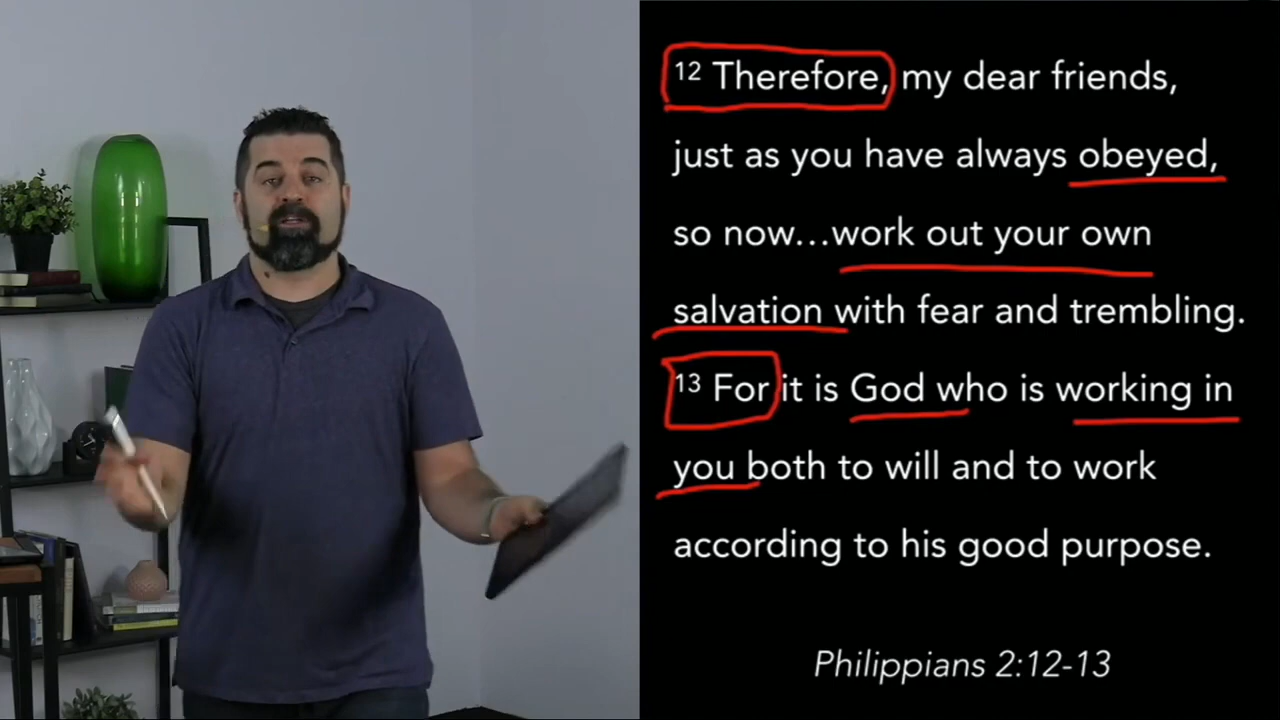 12 Therefore, my dear friends,
just as you have always obeyed,
so now...work out your own
salvation with fear and trembling.
13 For it is God who is working in
you both to will and to work
according to his good purpose.
Philippians 2:12-13